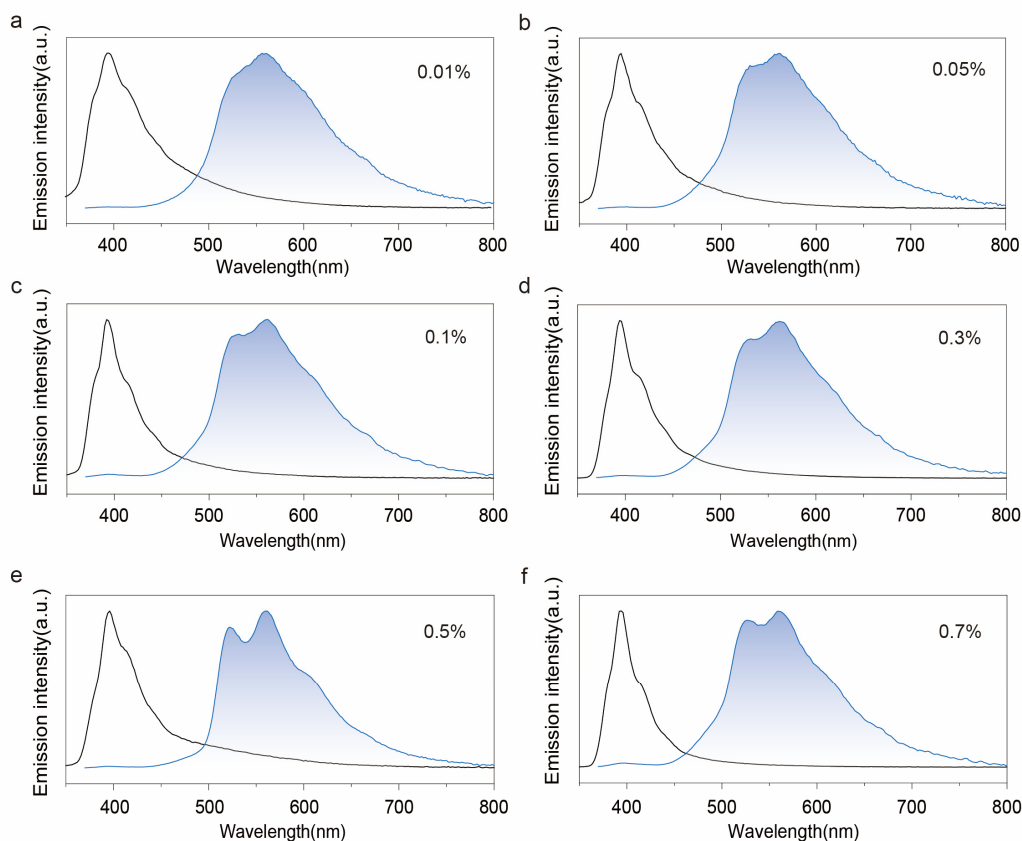 a
b
Emission intensity(a.u.)
0.01%
400 500 600 700 800
Wavelength(nm)
Emission intensity(a.u.)
0.05%
400 500 600 700 800
Wavelength(nm)
c
d
Emission intensity(a.u.)
0.1%
400 500 600 700 800
Wavelength(nm)
Emission intensity(a.u.)
0.3%
400 500 600 700 800
Wavelength(nm)
e
f
Emission intensity(a.u.)
0.5%
400 500 600 700 800
Wavelength(nm)
Emission intensity(a.u.)
0.7%
400 500 600 700 800
Wavelength(nm)